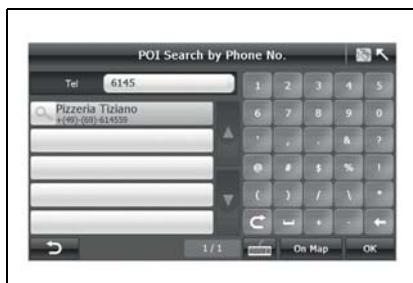 POI Search by Phone No.
Tel 6145 1 2 3 4 5
Pizzeria Tiziano 6 7 8 9 0
+(49)-(69)-614559
' , . & ?
@ # $ % !
( ) / \ *
+ -
1/1 On Map OK